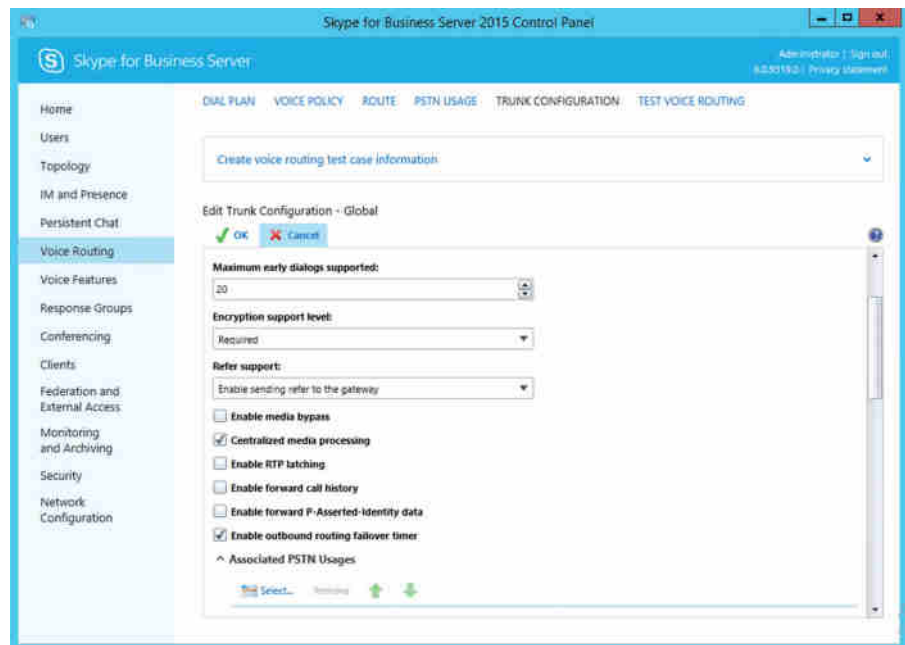 Skype for Business Server 2015 Control Panel
Skype for Business Server
Administrator | Sign out
Privacy statement
Home
Users
Topology
IM and Presence
Persistent Chat
Voice Routing
Voice Features
Response Groups
Conferencing
Clients
Federation and
External Access
Monitoring
and Archiving
Security
Network
Configuration
DIAL PLAN VOICE POLICY ROUTE PSTN USAGE TRUNK CONFIGURATION TEST VOICE ROUTING
Create voice routing test case information
Edit Trunk Configuration - Global
OK Cancel
Maximum early dialogs supported:
20
Encryption support level:
Required
Refer support:
Enable sending refer to the gateway
Enable media bypass
Centralized media processing
Enable RTP latching
Enable forward call history
Enable forward P-Asserted-Identity data
Enable outbound routing failover timer
Associated PSTN Usages
Select... Remove